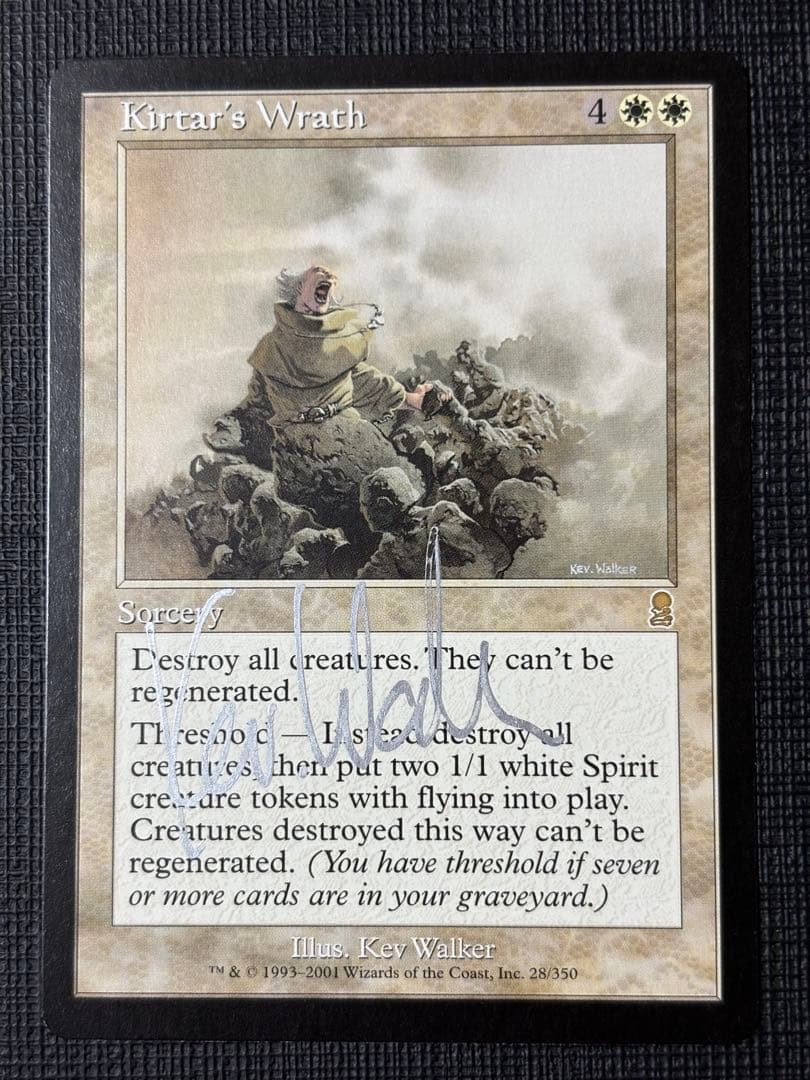 Kirtar's Wrath 4
KEV. WALKER
Sorcery
Destroy all creatures. They can't be
regenerated.
Threshold — Instead destroy all
creatures, then put two 1/1 white Spirit
creature tokens with flying into play.
Creatures destroyed this way can't be
regenerated. (You have threshold if seven
or more cards are in your graveyard.)
Kev. Walker
Illus. Kev Walker
™ & © 1993–2001 Wizards of the Coast, Inc. 28/350